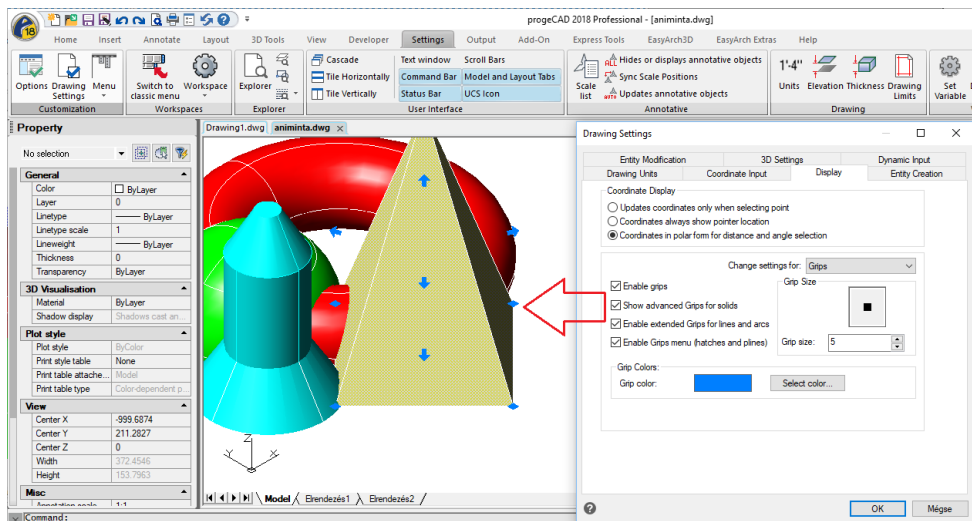 progeCAD 2018 Professional - [animinta.dwg]
18
Home Insert Annotate Layout 3D Tools View Developer Settings Output Add-On Express Tools EasyArch3D EasyArch Extras Help
Options Drawing Settings Menu
Customization
Switch to classic menu Workspace
Workspaces
Explorer
Explorer
Cascade
Tile Horizontally
Tile Vertically
Text window Scroll Bars
Command Bar Model and Layout Tabs
Status Bar UCS Icon
User Interface
Scale list
Hides or displays annotative objects
Sync Scale Positions
Updates annotative objects
Annotative
1'-4"
Units Elevation Thickness Drawing Limits
Drawing
Set Variable
Property
No selection
General
Color ByLayer
Layer 0
Linetype ByLayer
Linetype scale 1
Lineweight ByLayer
Thickness 0
Transparency ByLayer
3D Visualisation
Material ByLayer
Shadow display Shadows cast an...
Plot style
Plot style ByColor
Print style table None
Print table attache... Model
Print table type Color-dependent p...
View
Center X -999.6874
Center Y 211.2827
Center Z 0
Width 372.4546
Height 153.7963
Misc
Annotation scale 1:1
Command:
Drawing1.dwg animinta.dwg
Z
Y
X
Model Elrendezés1 Elrendezés2
Drawing Settings
Entity Modification 3D Settings Dynamic Input
Drawing Units Coordinate Input Display Entity Creation
Coordinate Display
Updates coordinates only when selecting point
Coordinates always show pointer location
Coordinates in polar form for distance and angle selection
Change settings for: Grips
Enable grips
Show advanced Grips for solids
Enable extended Grips for lines and arcs
Enable Grips menu (hatches and plines)
Grip Size
Grip size: 5
Grip Colors:
Grip color: Select color...
OK Mégse